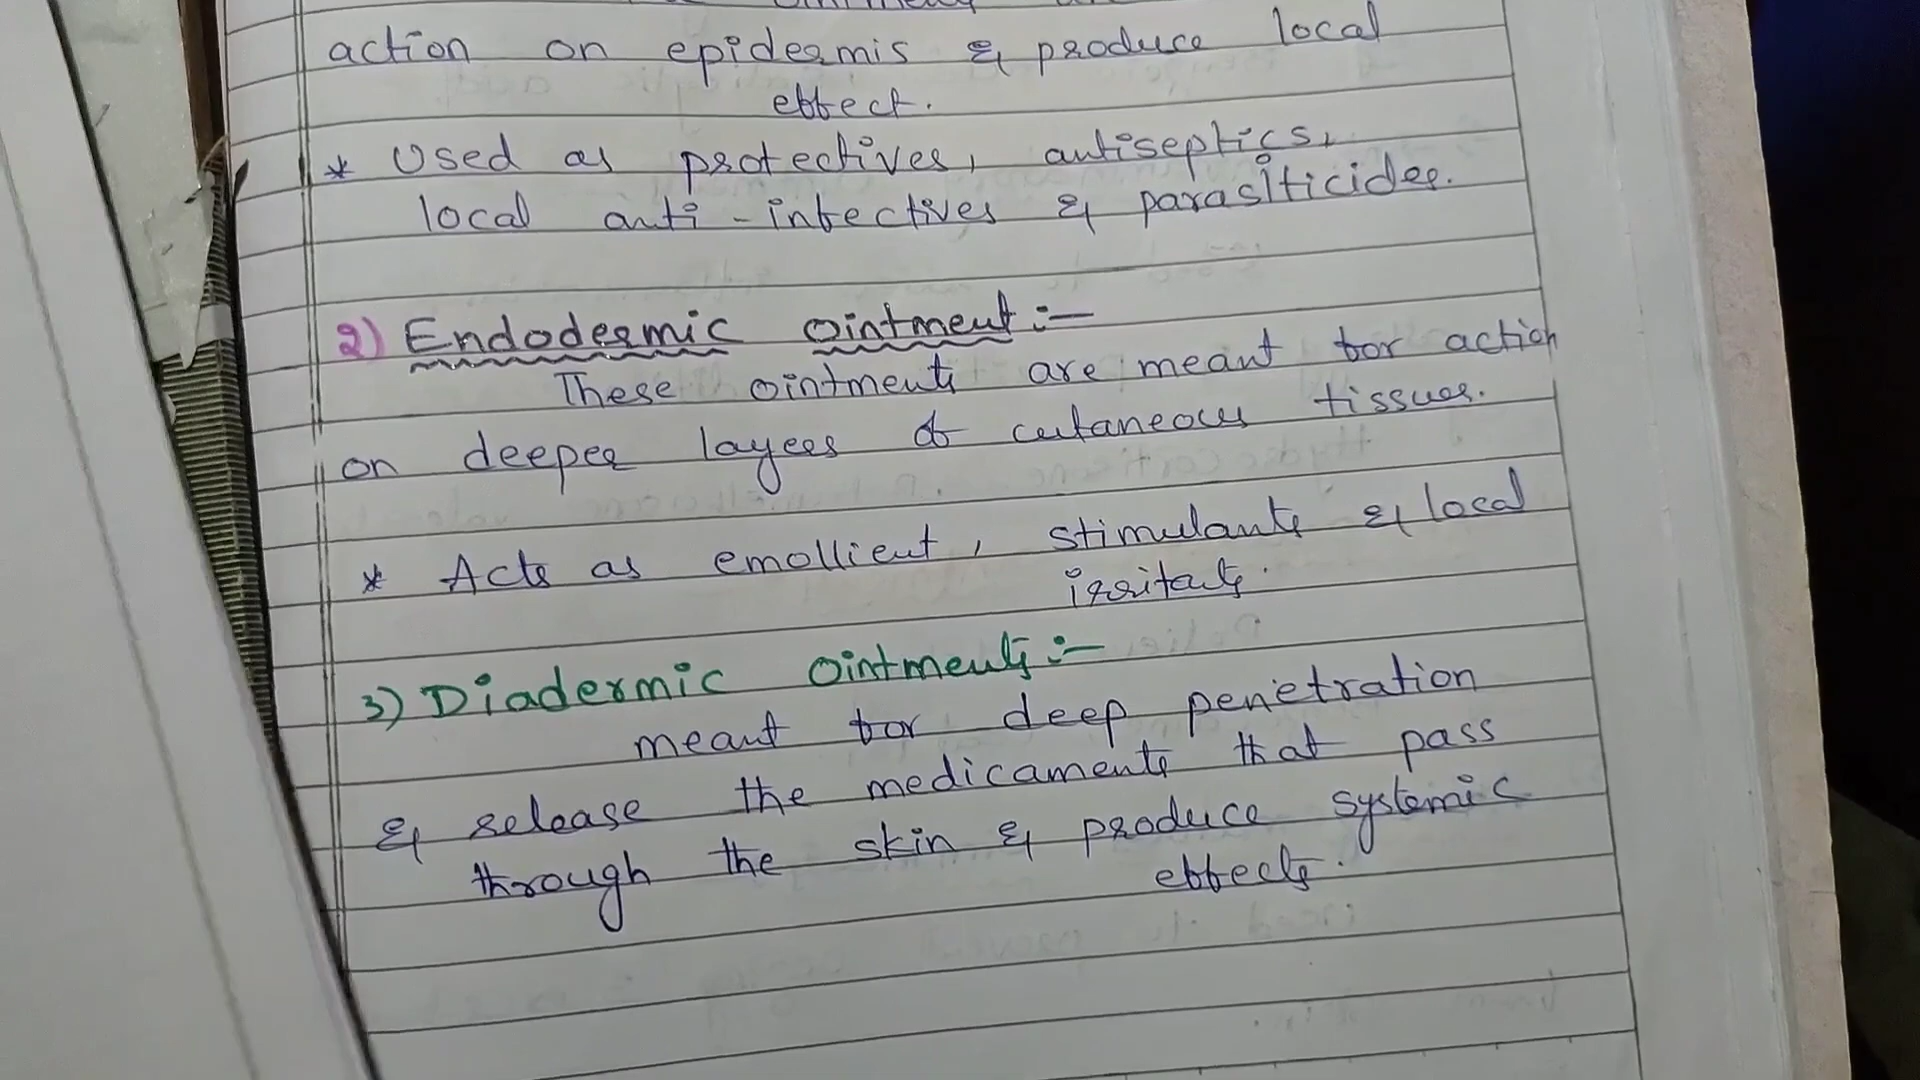 action on epidermis & produce local
effect.
* Used as protectives, antiseptics,
local anti-infectives & parasiticides.
2) Endodermic Ointment :-
These ointments are meant for action
on deeper layers of cutaneous tissues.
* Acts as emollient, stimulants & local
irritants.
3) Diadermic Ointments :-
meant for deep penetration
& release the medicaments that pass
through the skin & produce systemic
effects.